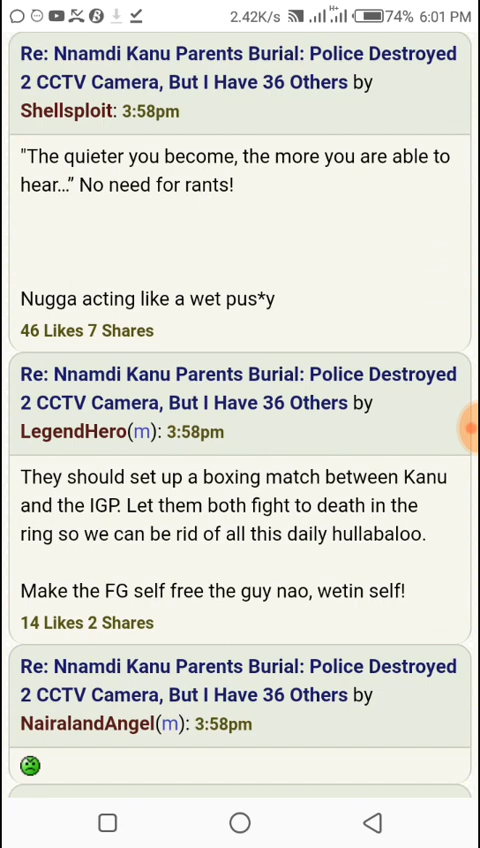 2.42K/s H+ 74% 6:01 PM
Re: Nnamdi Kanu Parents Burial: Police Destroyed
2 CCTV Camera, But I Have 36 Others by
Shellsploit: 3:58pm
"The quieter you become, the more you are able to
hear…” No need for rants!
Nugga acting like a wet pus*y
46 Likes 7 Shares
Re: Nnamdi Kanu Parents Burial: Police Destroyed
2 CCTV Camera, But I Have 36 Others by
LegendHero(m): 3:58pm
They should set up a boxing match between Kanu
and the IGP. Let them both fight to death in the
ring so we can be rid of all this daily hullabaloo.
Make the FG self free the guy nao, wetin self!
14 Likes 2 Shares
Re: Nnamdi Kanu Parents Burial: Police Destroyed
2 CCTV Camera, But I Have 36 Others by
NairalandAngel(m): 3:58pm